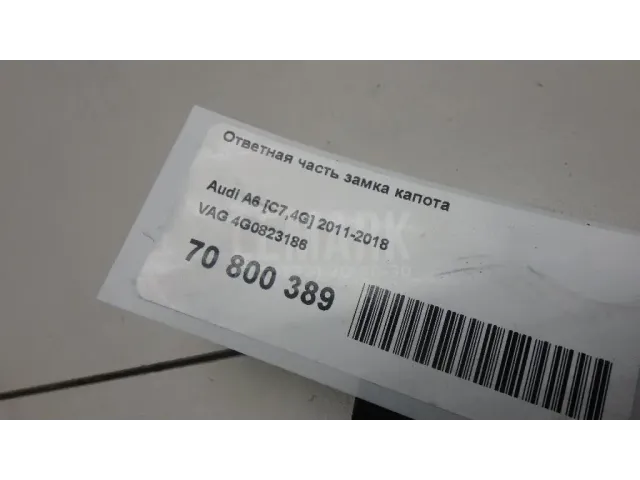 Ответная часть замка капота
Audi A6 [C7,4G] 2011-2018
VAG 4G0823186
70 800 389